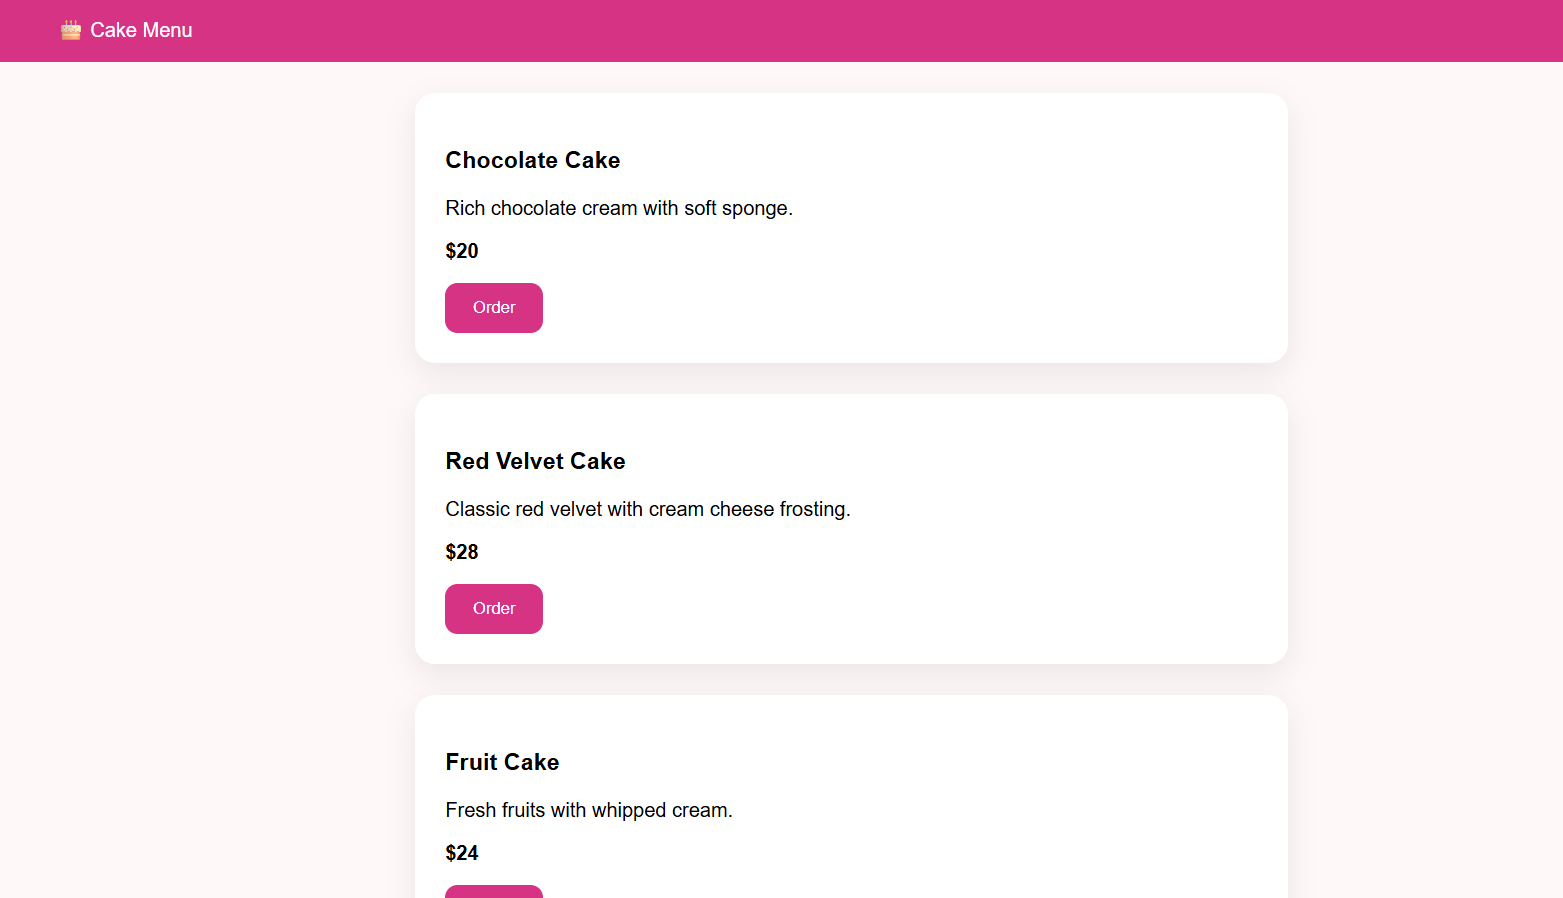 Cake Menu
Chocolate Cake
Rich chocolate cream with soft sponge.
$20
Order
Red Velvet Cake
Classic red velvet with cream cheese frosting.
$28
Order
Fruit Cake
Fresh fruits with whipped cream.
$24